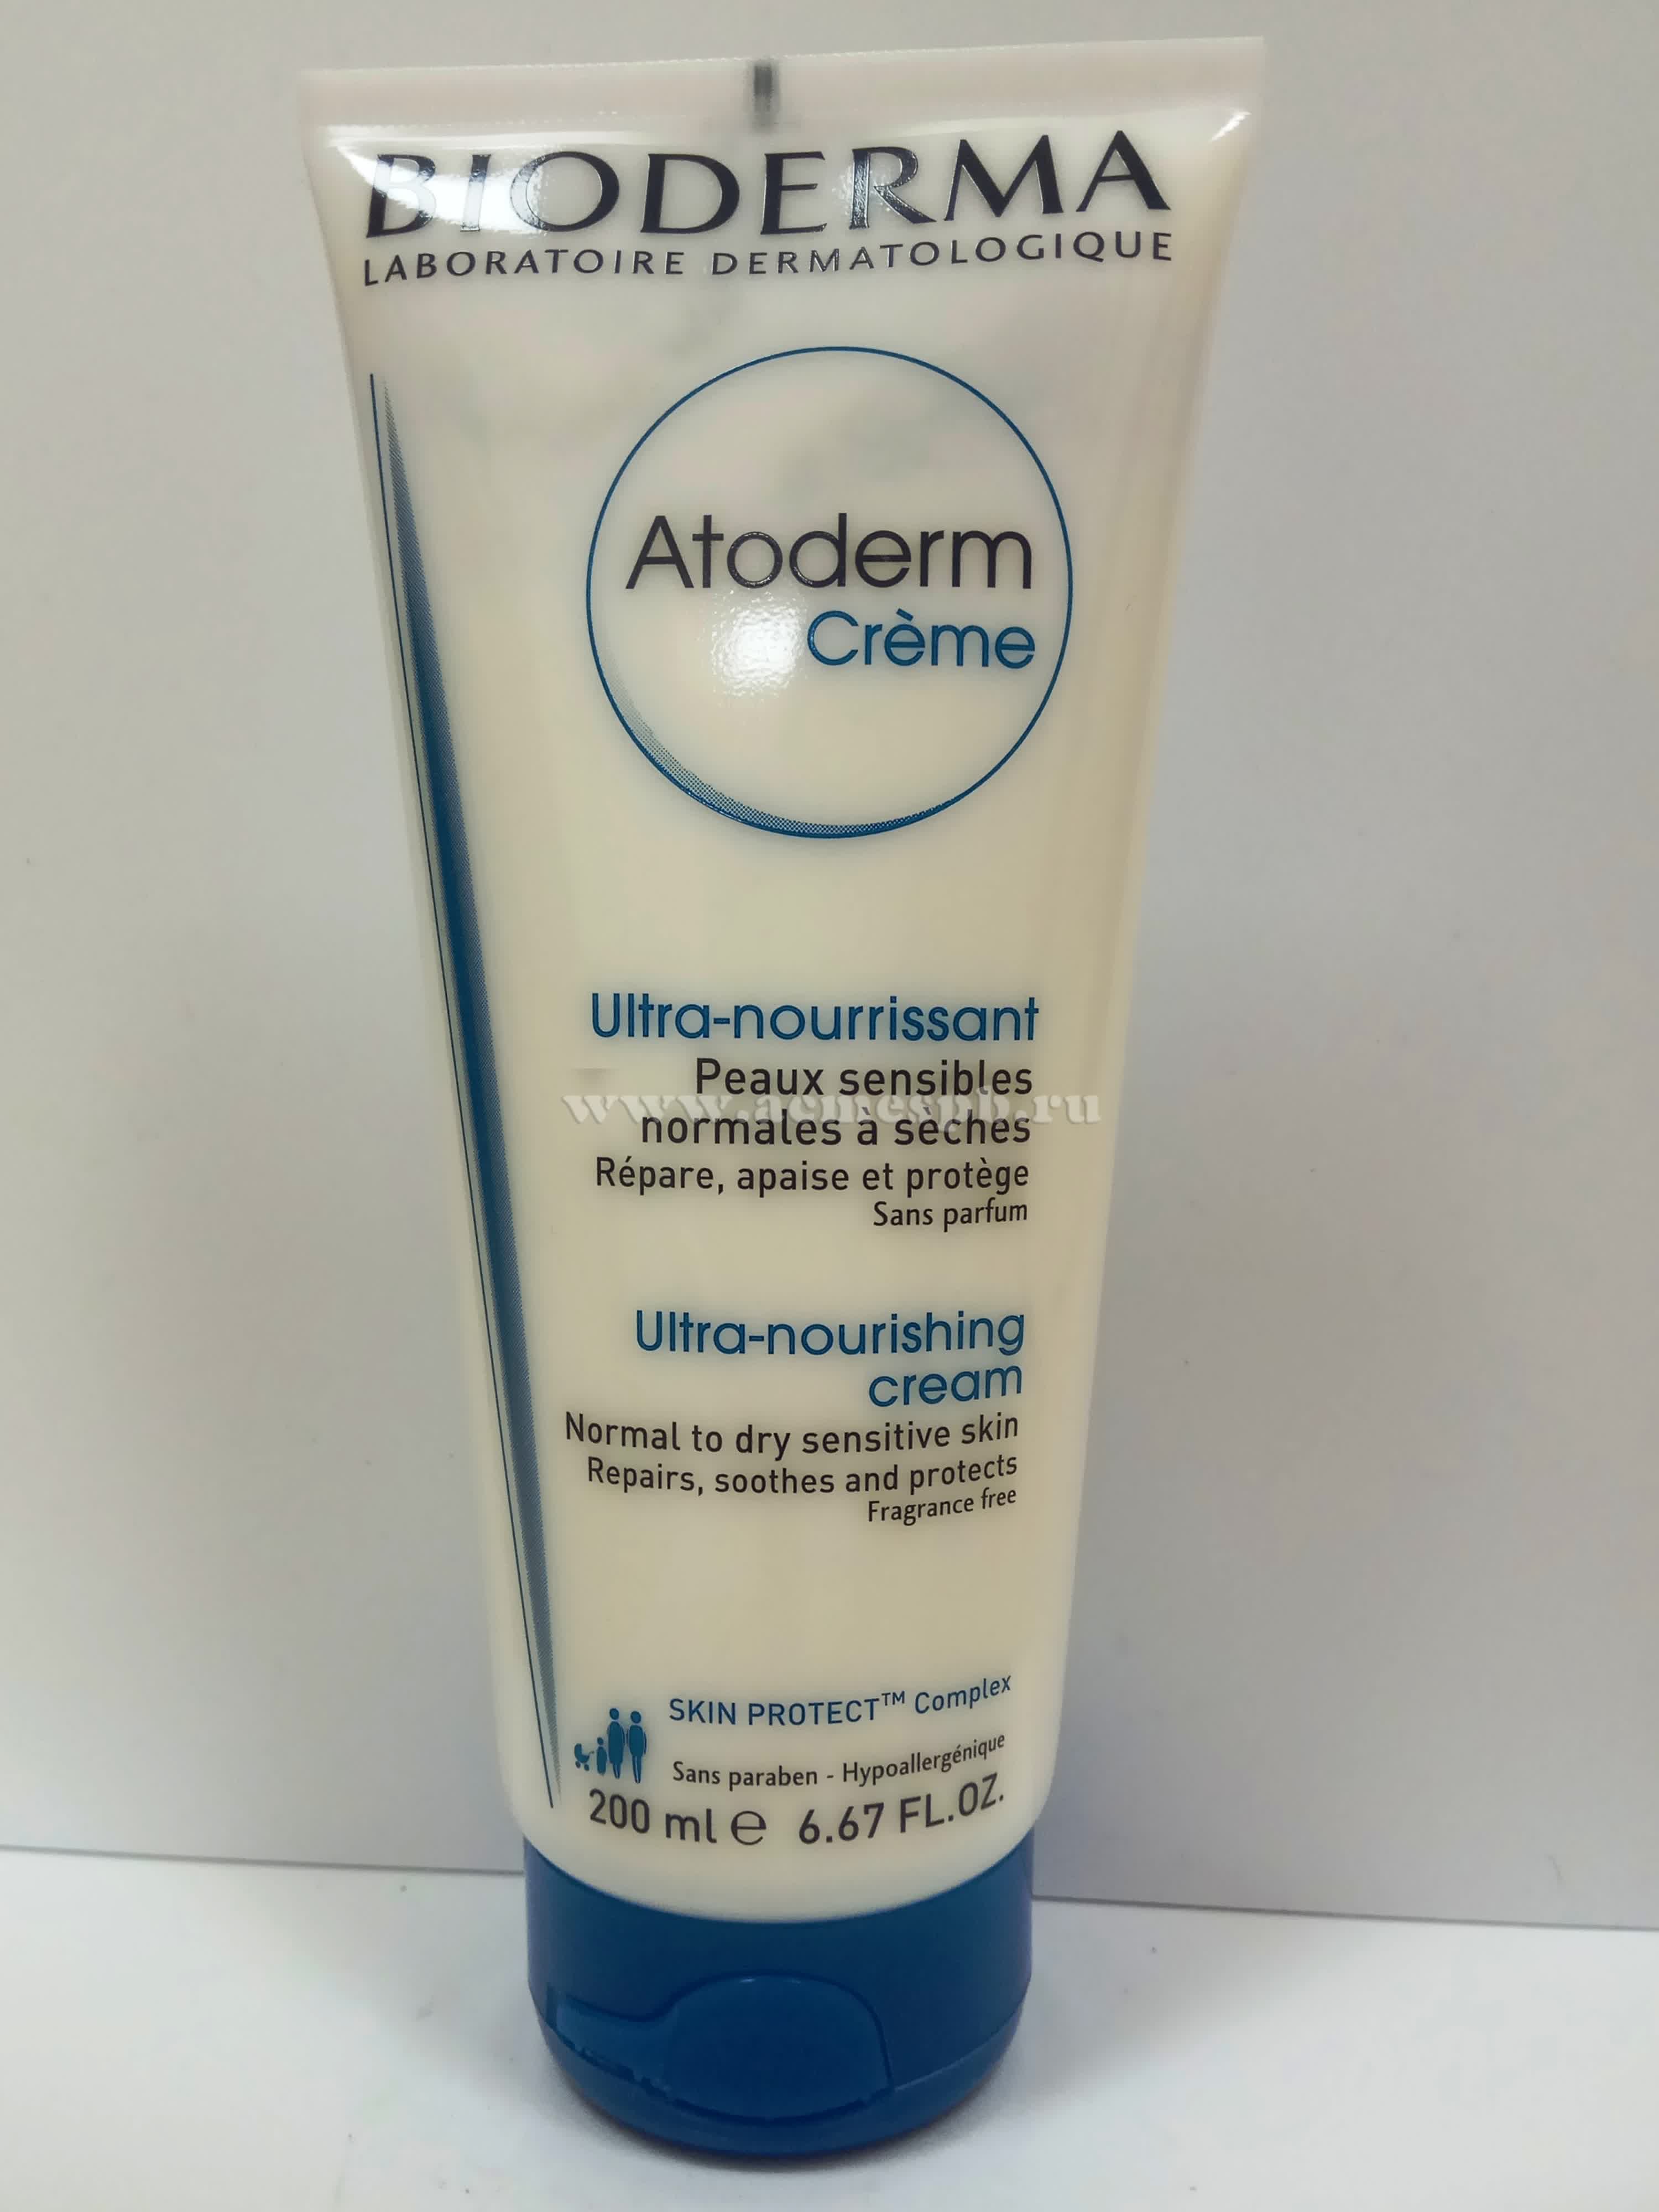 BIODERMA
LABORATOIRE DERMATOLOGIQUE
Atoderm
Crème
Ultra-nourrissant
Peaux sensibles
www.acmespb.ru
normales à sèches
Répare, apaise et protège
Sans parfum
Ultra-nourishing
cream
Normal to dry sensitive skin
Repairs, soothes and protects
Fragrance free
SKIN PROTECT™ Complex
Sans paraben - Hypoallergénique
200 ml ℮ 6.67 FL.OZ.